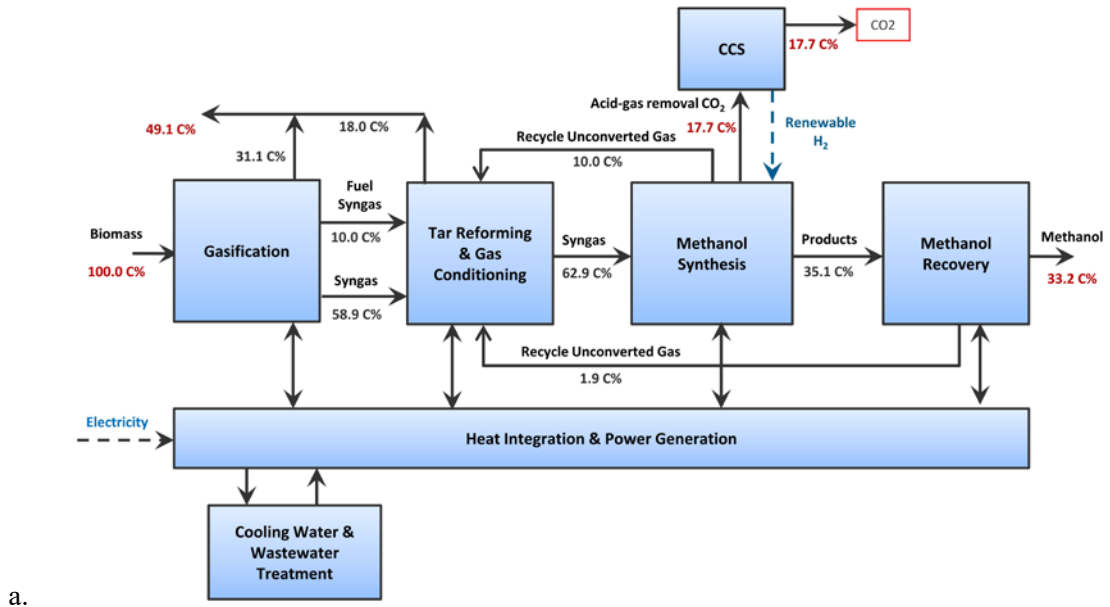 CCS
17.7 C%
CO2
Acid-gas removal CO₂
17.7 C%
Renewable
H₂
49.1 C%
18.0 C%
31.1 C%
Recycle Unconverted Gas
10.0 C%
Biomass
100.0 C%
Gasification
Fuel
Syngas
10.0 C%
Syngas
58.9 C%
Tar Reforming
& Gas
Conditioning
Syngas
62.9 C%
Methanol
Synthesis
Products
35.1 C%
Methanol
Recovery
Methanol
33.2 C%
Recycle Unconverted Gas
1.9 C%
Electricity
Heat Integration & Power Generation
Cooling Water &
Wastewater
Treatment
a.